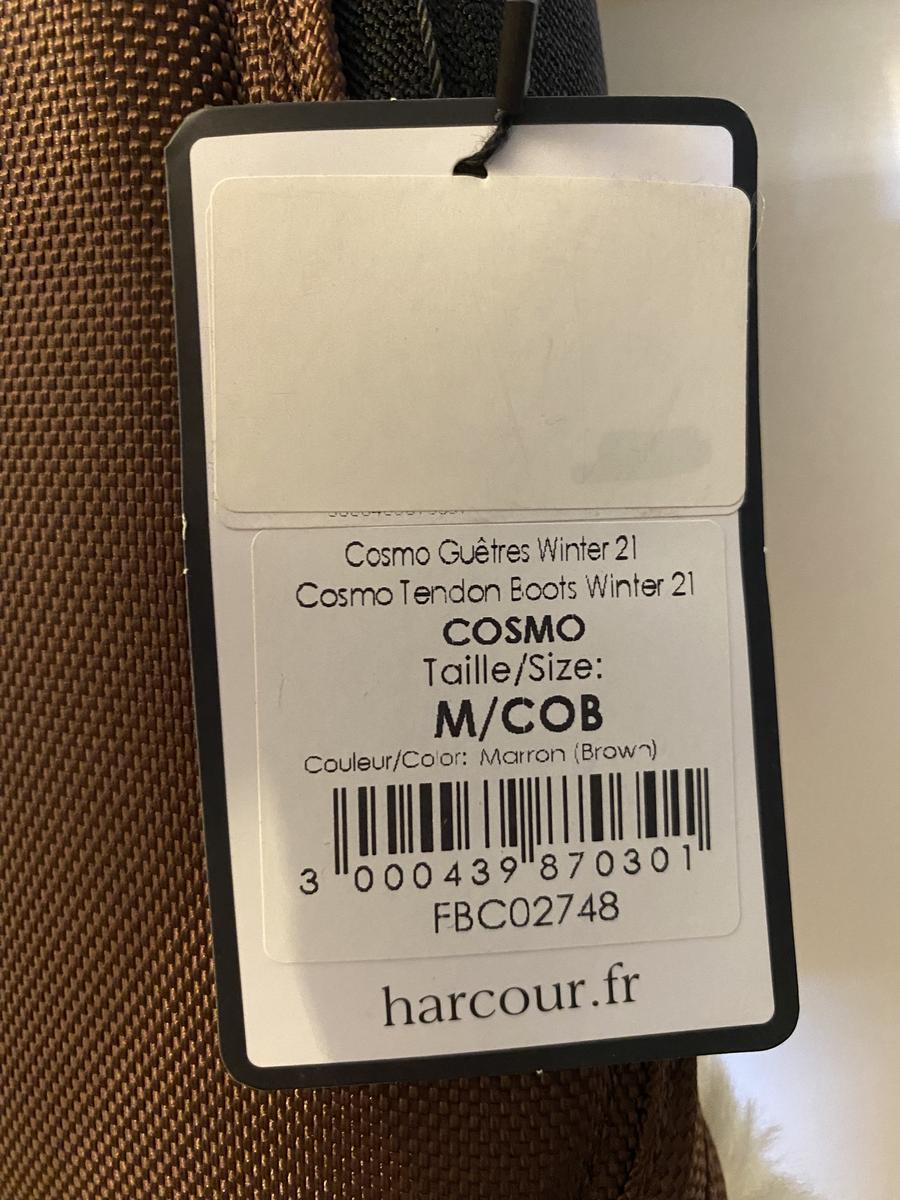 Cosmo Guêtres Winter 21
Cosmo Tendon Boots Winter 21
COSMO
Taille/Size:
M/COB
Couleur/Color: Marron (Brown)
3 000439 870301
FBC02748
harcour.fr